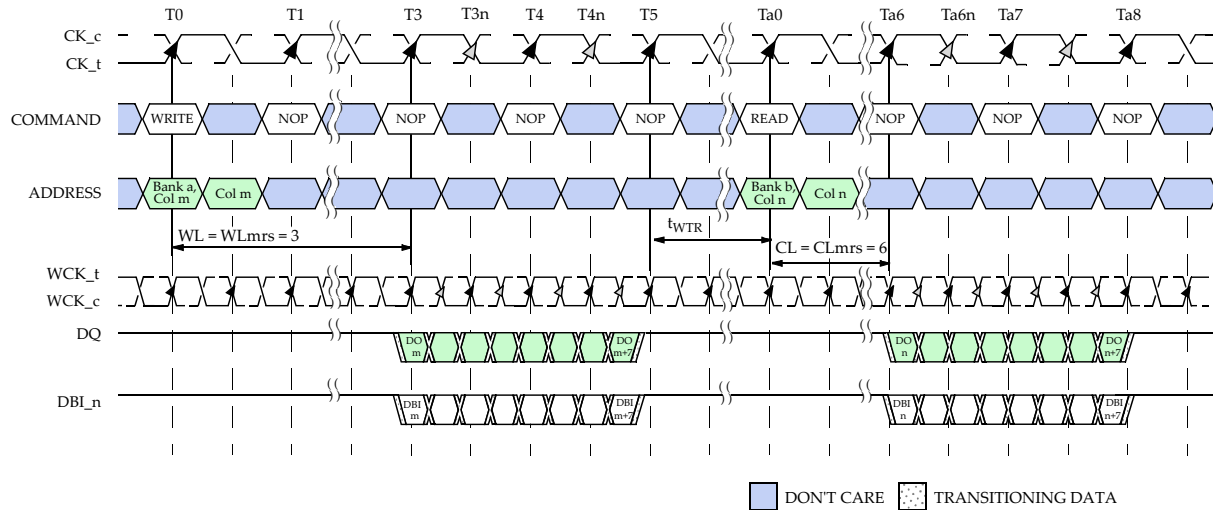 T0 T1 T3 T3n T4 T4n T5 Ta0 Ta6 Ta6n Ta7 Ta8
CK_c
CK_t
COMMAND WRITE NOP NOP NOP NOP READ NOP NOP NOP
ADDRESS Bank a, Col m Col m Bank b, Col n Col n
WL = WLmrs = 3
tWTR
CL = CLmrs = 6
WCK_t
WCK_c
DQ DO m DO m+7 DO n DO n+7
DBI_n DBI m DBI m+7 DBI n DBI n+7
DON'T CARE TRANSITIONING DATA